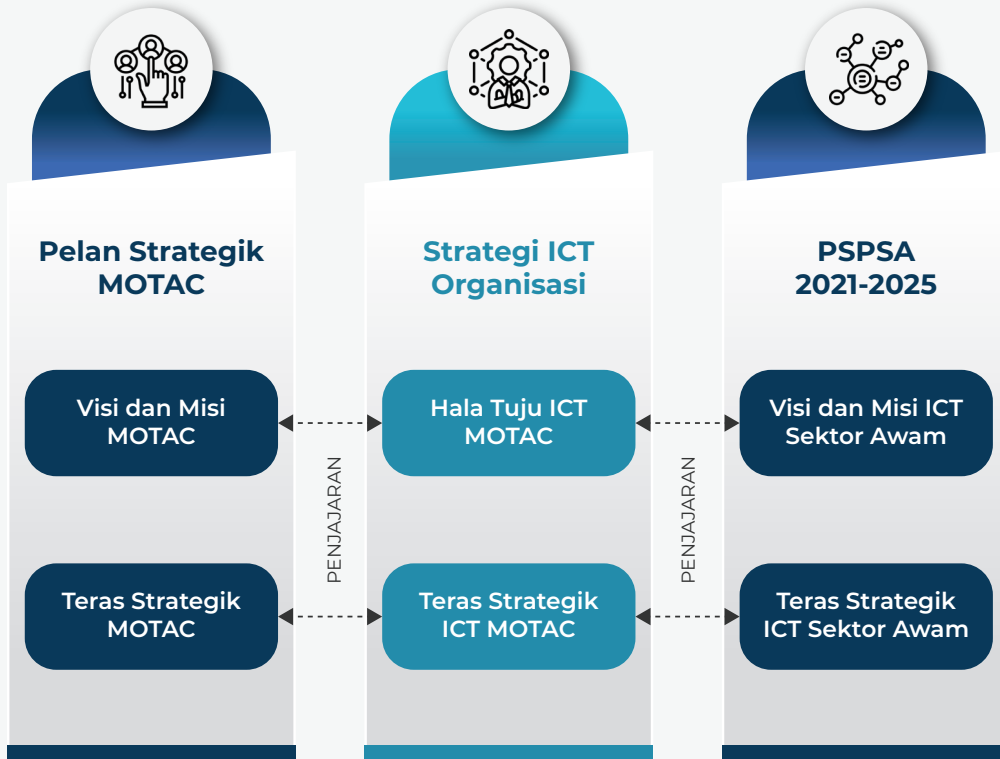 Pelan Strategik
MOTAC
Visi dan Misi
MOTAC
Teras Strategik
MOTAC
PENJAJARAN
Strategi ICT
Organisasi
Hala Tuju ICT
MOTAC
Teras Strategik
ICT MOTAC
PENJAJARAN
PSPSA
2021-2025
Visi dan Misi ICT
Sektor Awam
Teras Strategik
ICT Sektor Awam